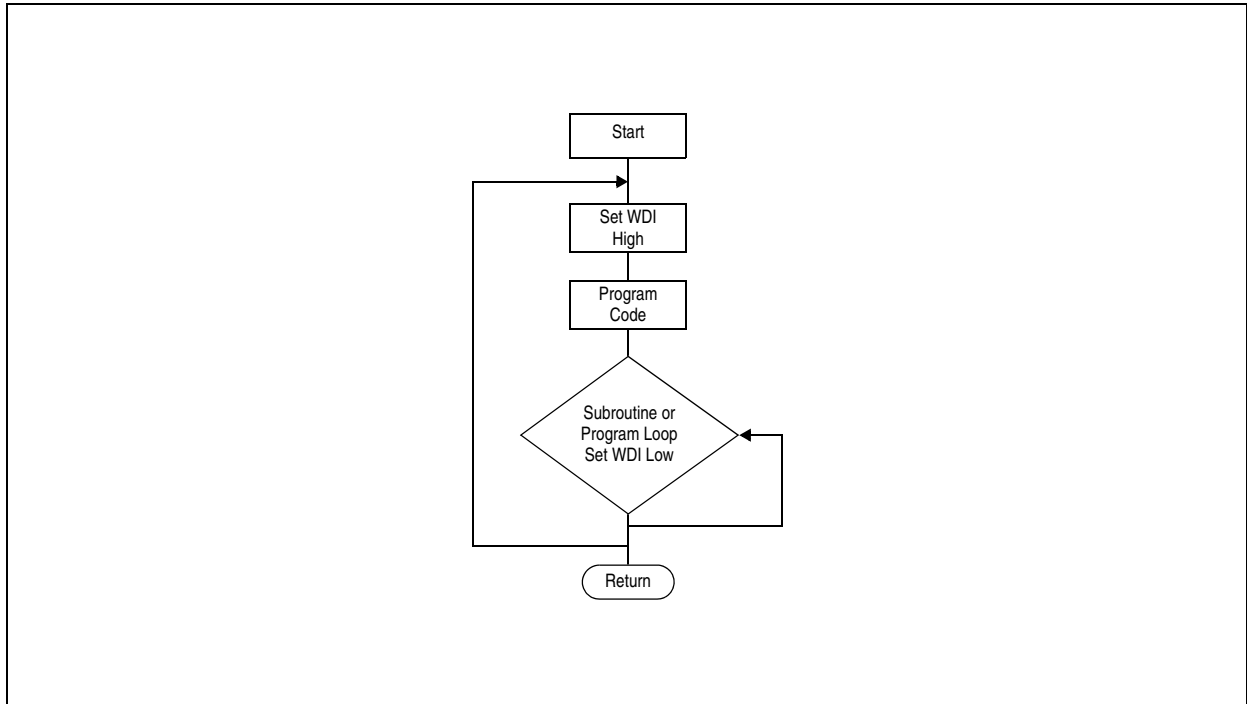 Start
Set WDI
High
Program
Code
Subroutine or
Program Loop
Set WDI Low
Return